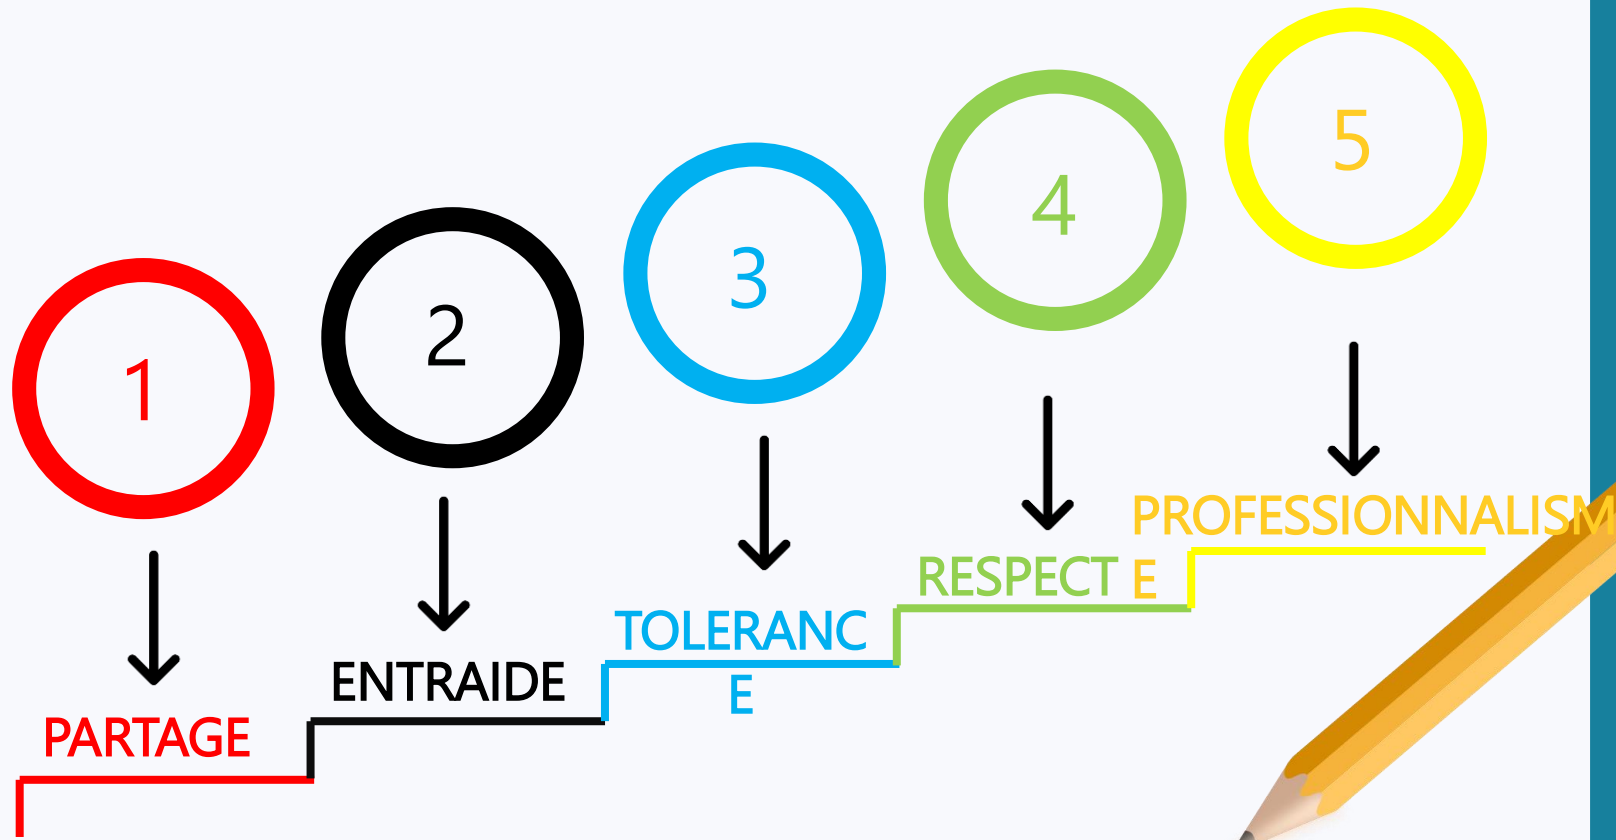 1
2
3
4
5
PARTAGE
ENTRAIDE
TOLERANC
E
RESPECT
PROFESSIONNALISM
E